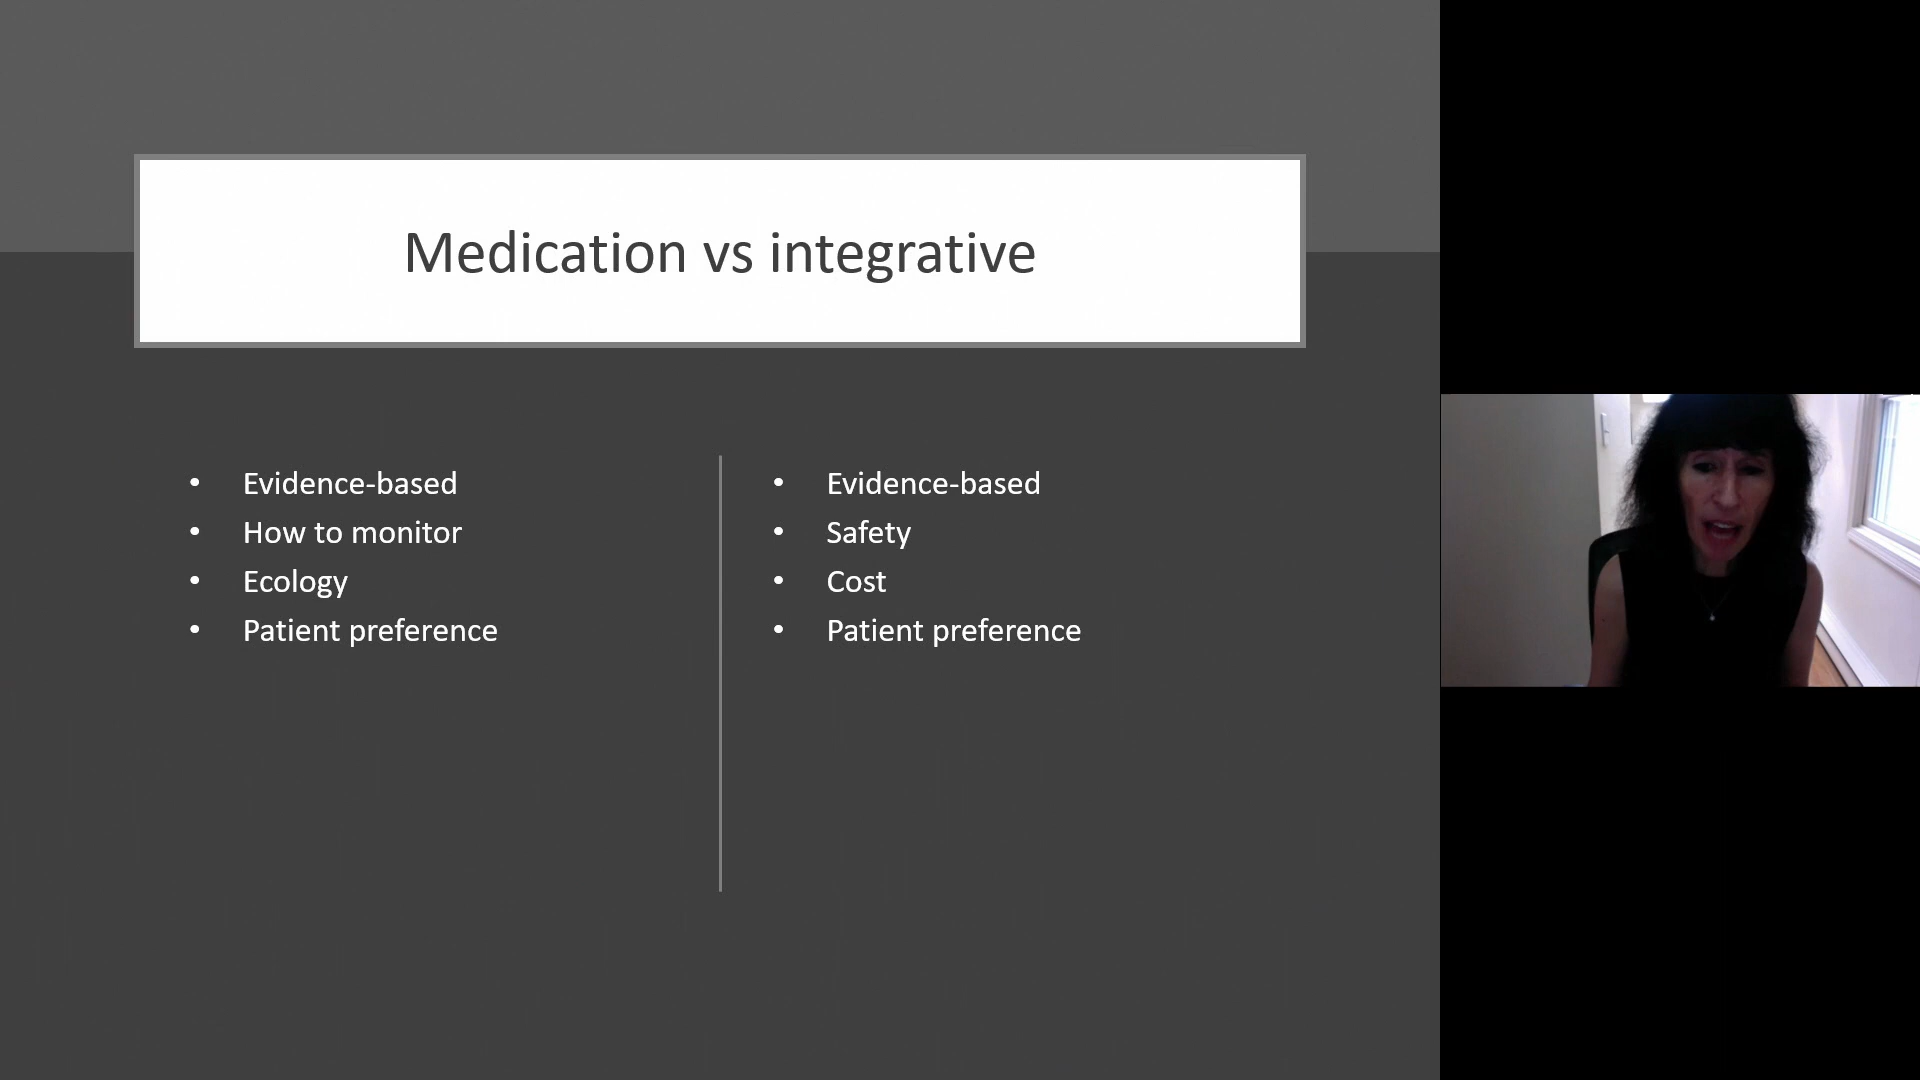 Medication vs integrative
• Evidence-based
• How to monitor
• Ecology
• Patient preference
• Evidence-based
• Safety
• Cost
• Patient preference